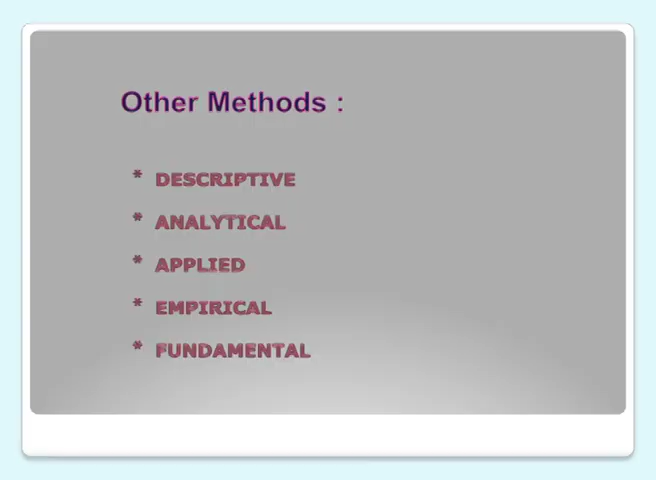 Other Methods :
* DESCRIPTIVE
* ANALYTICAL
* APPLIED
* EMPIRICAL
* FUNDAMENTAL